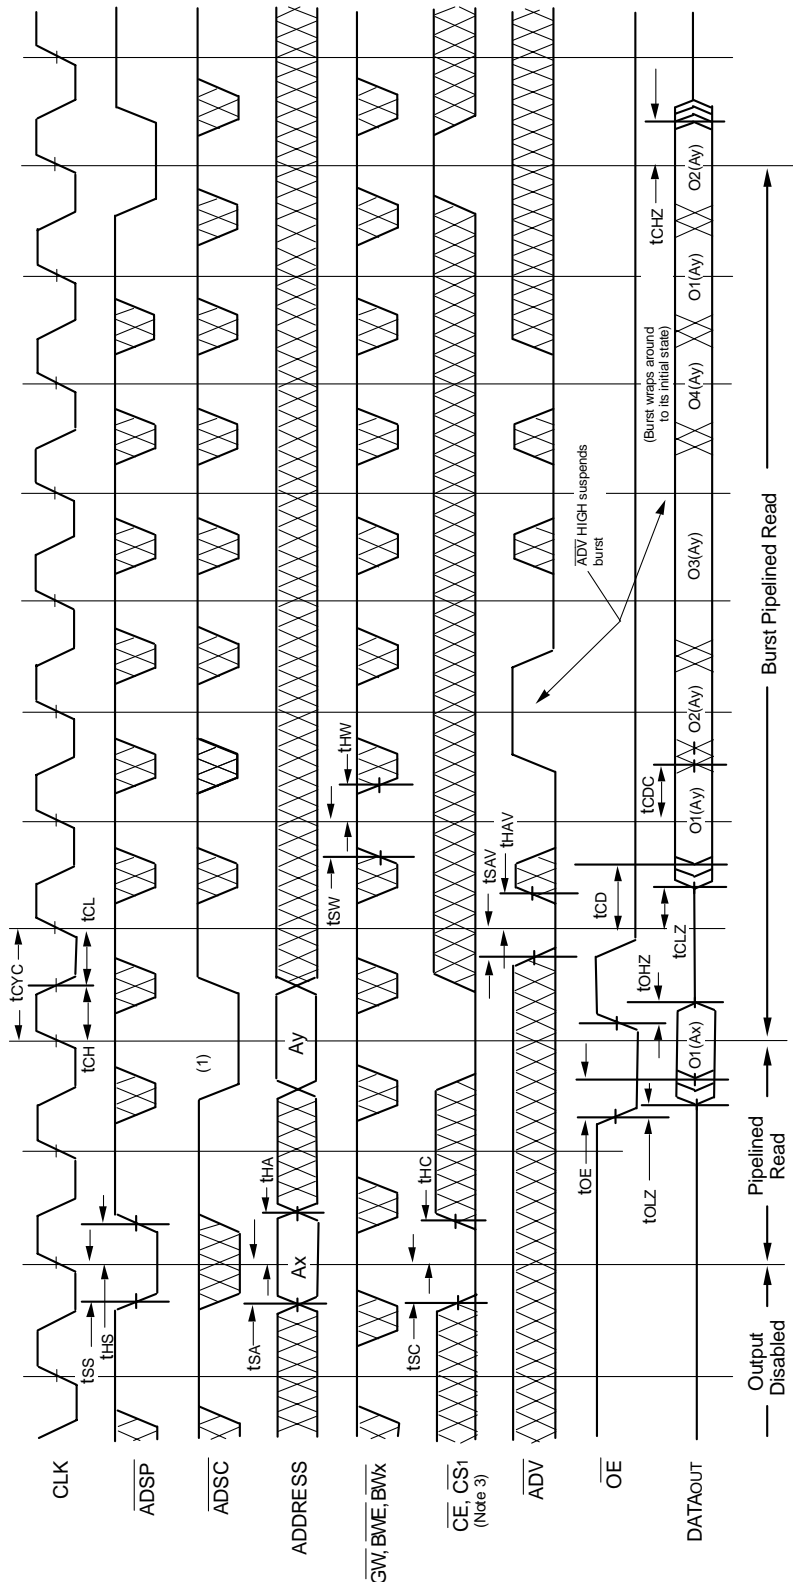 CLK
ADSP
ADSC
ADDRESS
GW, BWE, BWx
CE, CS1
(Note 3)
ADV
OE
DATAOUT
tCYC
tCH
tCL
tSS
tHS
(1)
tSA
tHA
Ax
Ay
tSW
tHW
tSC
tHC
tSAV
tHAV
ADV HIGH suspends
burst
tOE
tOHZ
tCD
tOLZ
tCLZ
tCDC
(Burst wraps around
to its initial state)
tCHZ
O1(Ax)
O1(Ay)
O2(Ay)
O3(Ay)
O4(Ay)
O1(Ay)
O2(Ay)
Output
Disabled
Pipelined
Read
Burst Pipelined Read